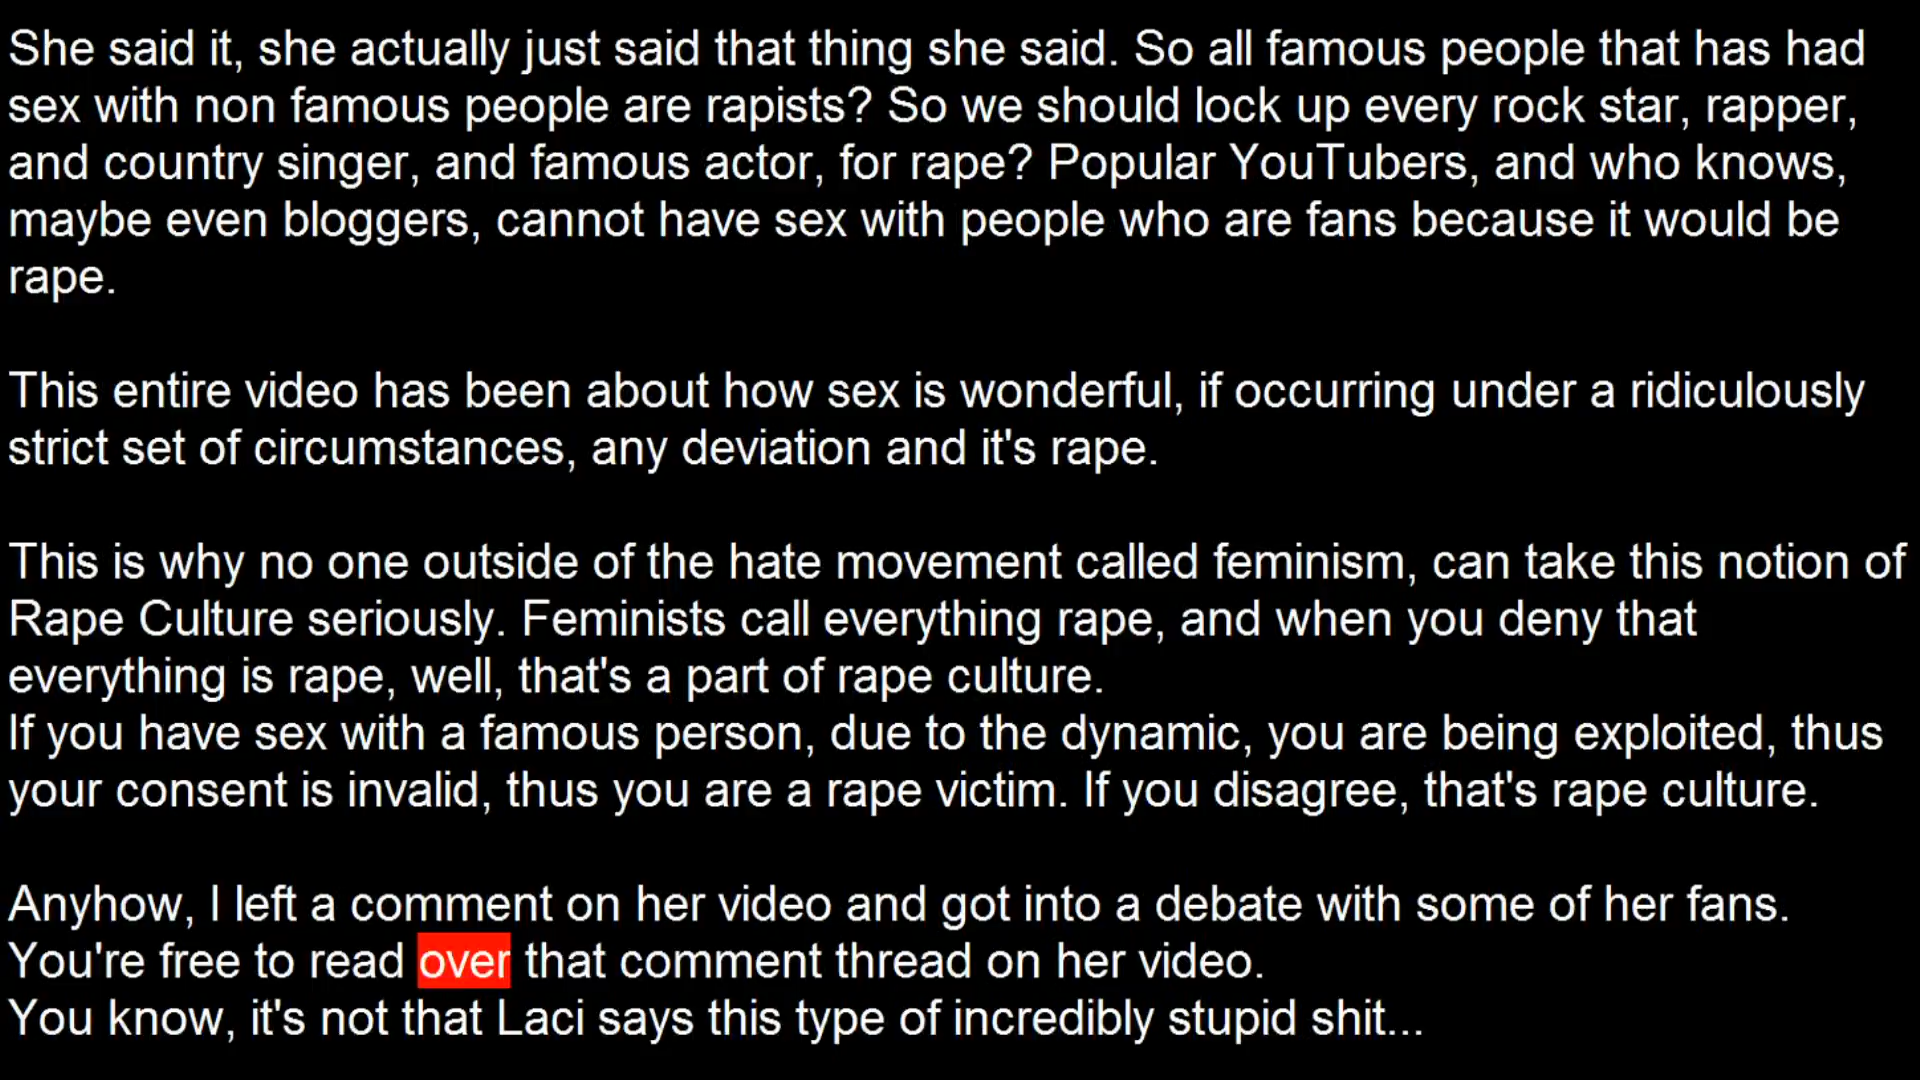 She said it, she actually just said that thing she said. So all famous people that has had
sex with non famous people are rapists? So we should lock up every rock star, rapper,
and country singer, and famous actor, for rape? Popular YouTubers, and who knows,
maybe even bloggers, cannot have sex with people who are fans because it would be
rape.
This entire video has been about how sex is wonderful, if occurring under a ridiculously
strict set of circumstances, any deviation and it's rape.
This is why no one outside of the hate movement called feminism, can take this notion of
Rape Culture seriously. Feminists call everything rape, and when you deny that
everything is rape, well, that's a part of rape culture.
If you have sex with a famous person, due to the dynamic, you are being exploited, thus
your consent is invalid, thus you are a rape victim. If you disagree, that's rape culture.
Anyhow, I left a comment on her video and got into a debate with some of her fans.
You're free to read over that comment thread on her video.
You know, it's not that Laci says this type of incredibly stupid shit...